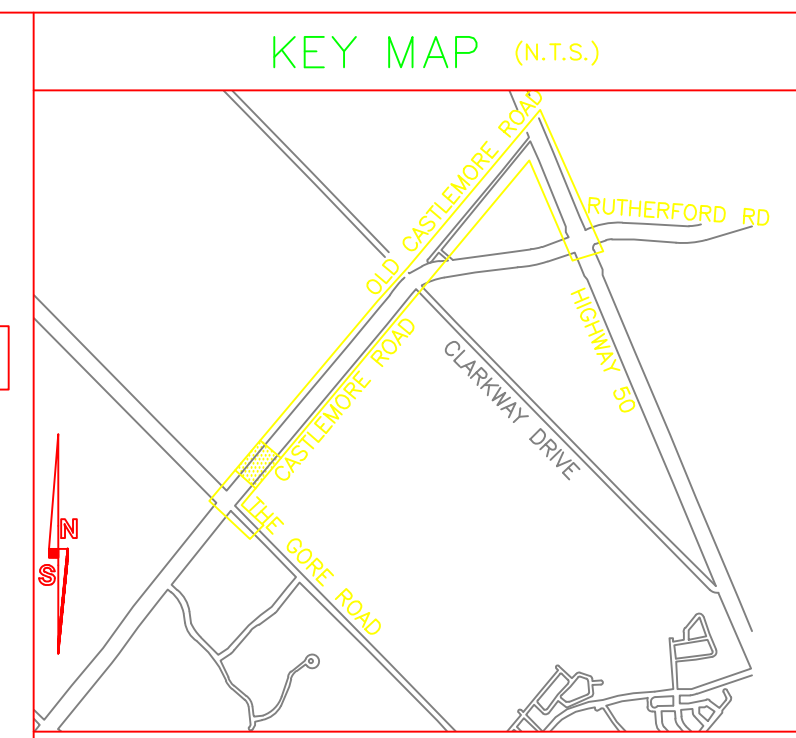 KEY MAP (N.T.S.)
OLD CASTLEMORE ROAD
RUTHERFORD RD
HIGHWAY 50
CASTLEMORE ROAD
CLARKWAY DRIVE
THE GORE ROAD
N
S